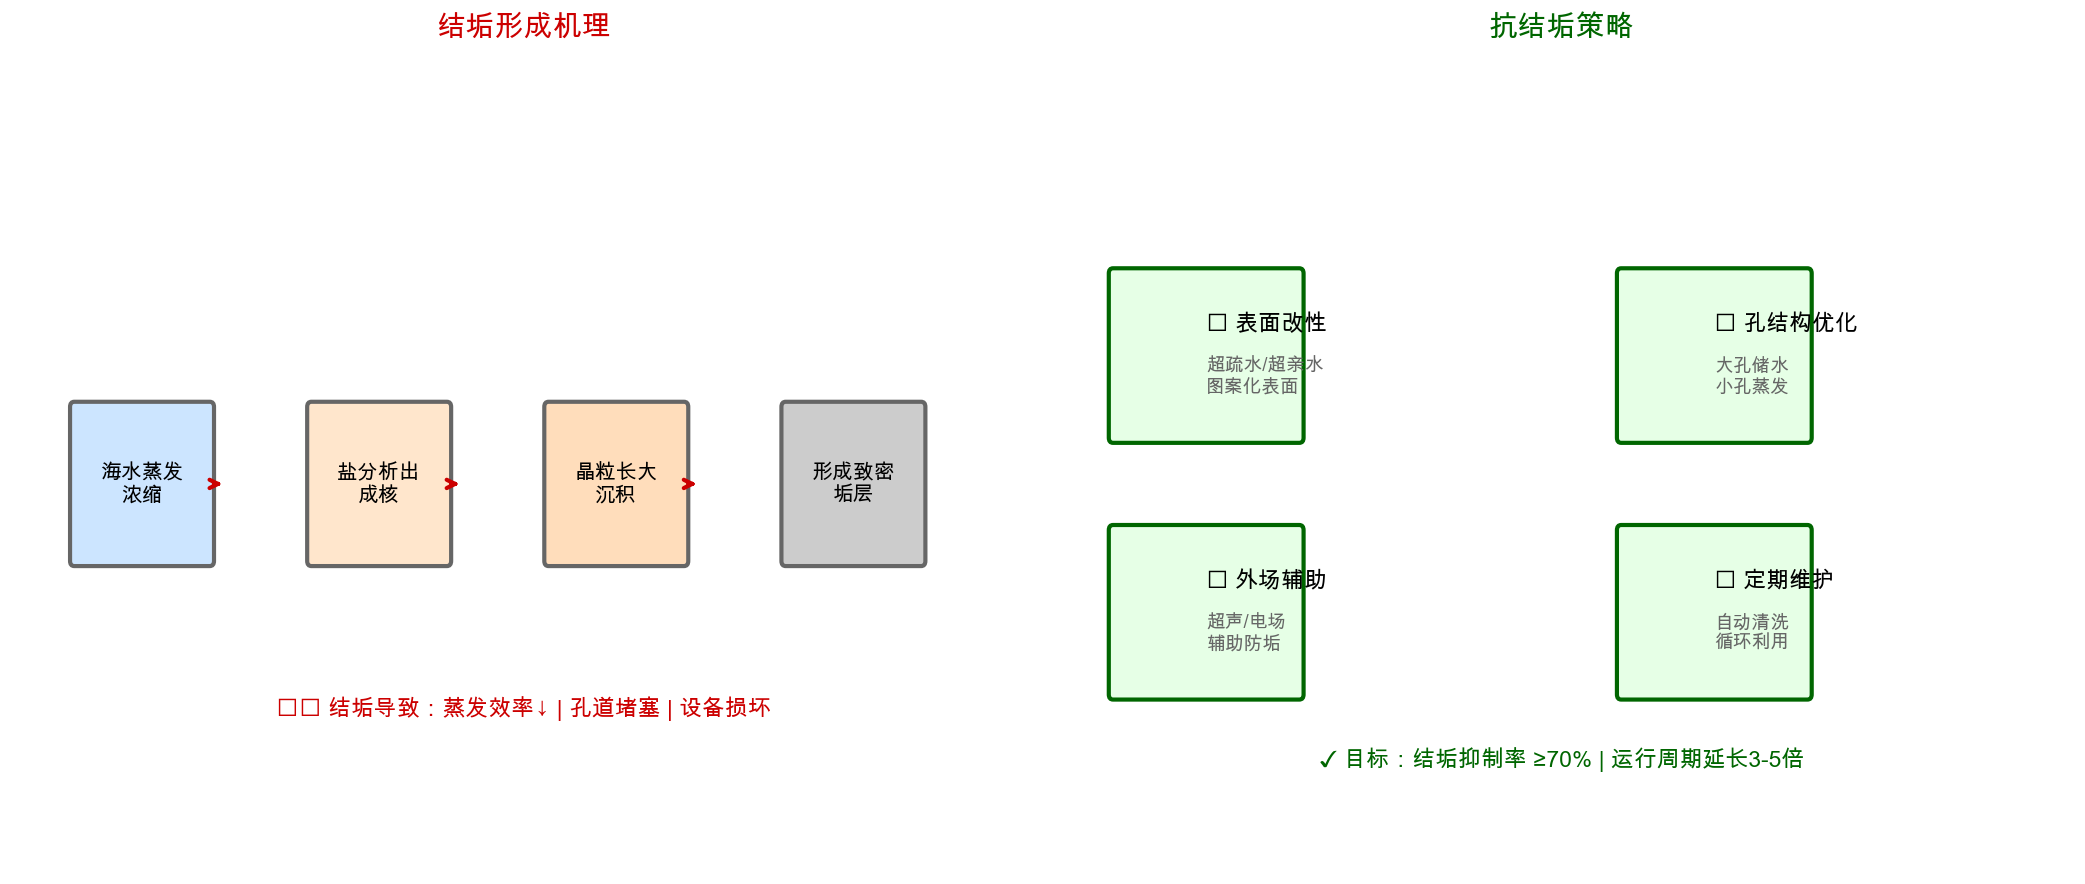 结垢形成机理
海水蒸发
浓缩
盐分析出
成核
晶粒长大
沉积
形成致密
垢层
□□ 结垢导致：蒸发效率↓ | 孔道堵塞 | 设备损坏
抗结垢策略
□ 表面改性
超疏水/超亲水
图案化表面
□ 孔结构优化
大孔储水
小孔蒸发
□ 外场辅助
超声/电场
辅助防垢
□ 定期维护
自动清洗
循环利用
✓ 目标：结垢抑制率 ≥70% | 运行周期延长3-5倍